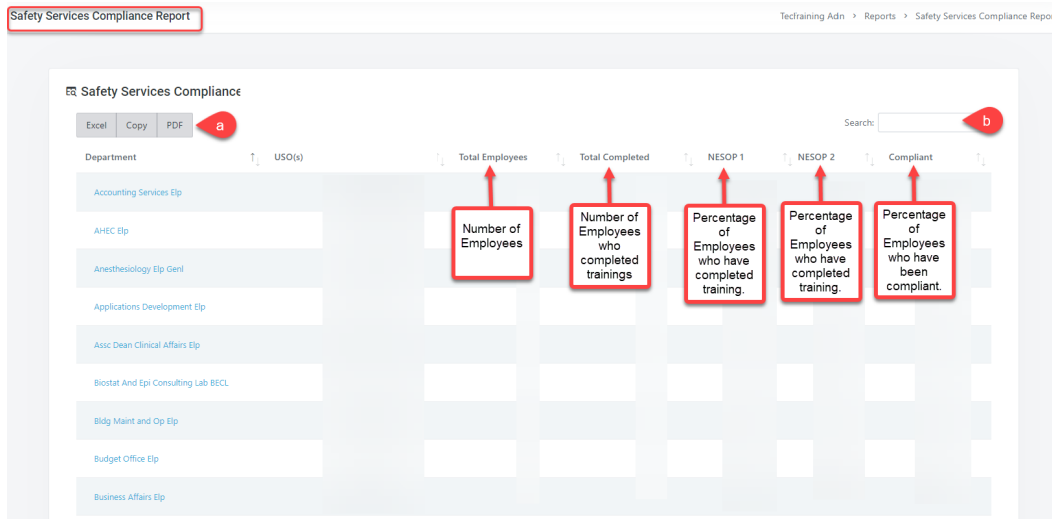 Safety Services Compliance Report
Tecfraining Adn > Reports > Safety Services Compliance Repor
Safety Services Compliance
Excel Copy PDF a
Search: b
Department USO(s) Total Employees Total Completed NESOP 1 NESOP 2 Compliant
Accounting Services Elp
AHEC Elp
Anesthesiology Elp Genl
Applications Development Elp
Assc Dean Clinical Affairs Elp
Biostat And Epi Consulting Lab BECL
Bldg Maint and Op Elp
Budget Office Elp
Business Affairs Elp
Number of
Employees
Number of
Employees
who
completed
trainings
Percentage
of
Employees
who have
completed
training.
Percentage
of
Employees
who have
completed
training.
Percentage
of
Employees
who have
been
compliant.